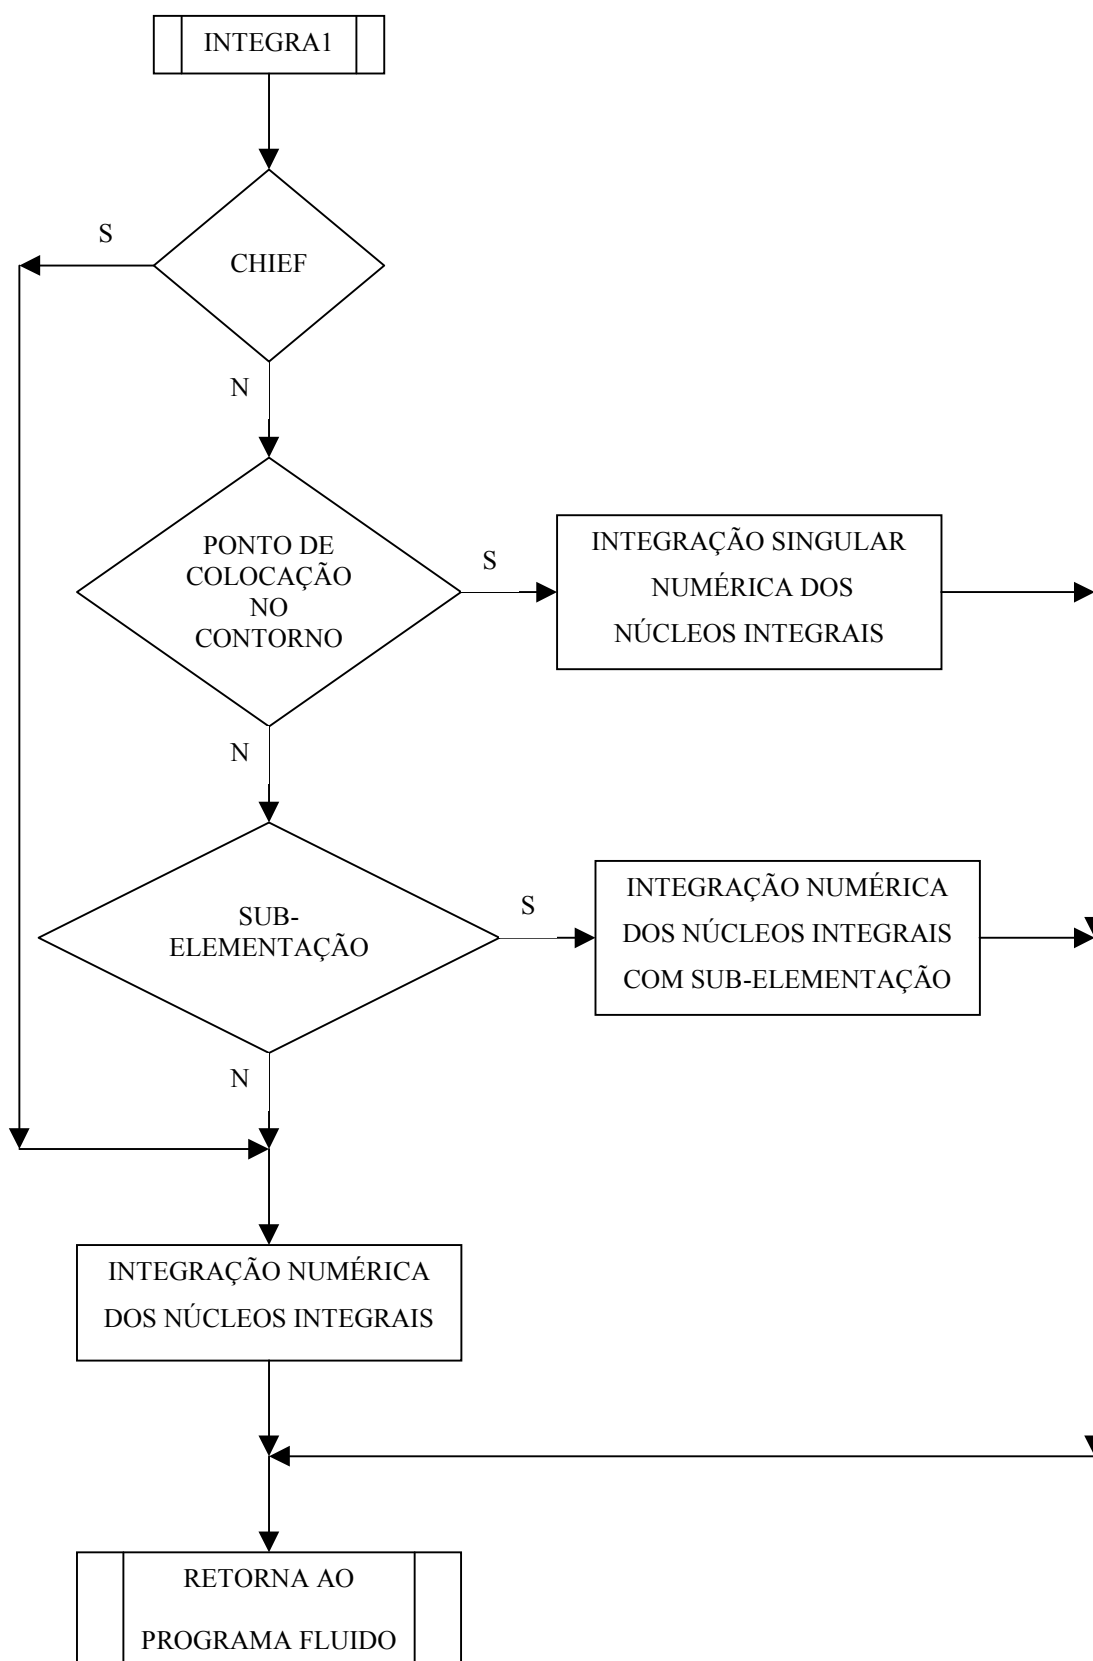 INTEGRA1
S
CHIEF
N
PONTO DE
COLOCAÇÃO
NO
CONTORNO
S
INTEGRAÇÃO SINGULAR
NUMÉRICA DOS
NÚCLEOS INTEGRAIS
N
SUB-
ELEMENTAÇÃO
S
INTEGRAÇÃO NUMÉRICA
DOS NÚCLEOS INTEGRAIS
COM SUB-ELEMENTAÇÃO
N
INTEGRAÇÃO NUMÉRICA
DOS NÚCLEOS INTEGRAIS
RETORNA AO
PROGRAMA FLUIDO